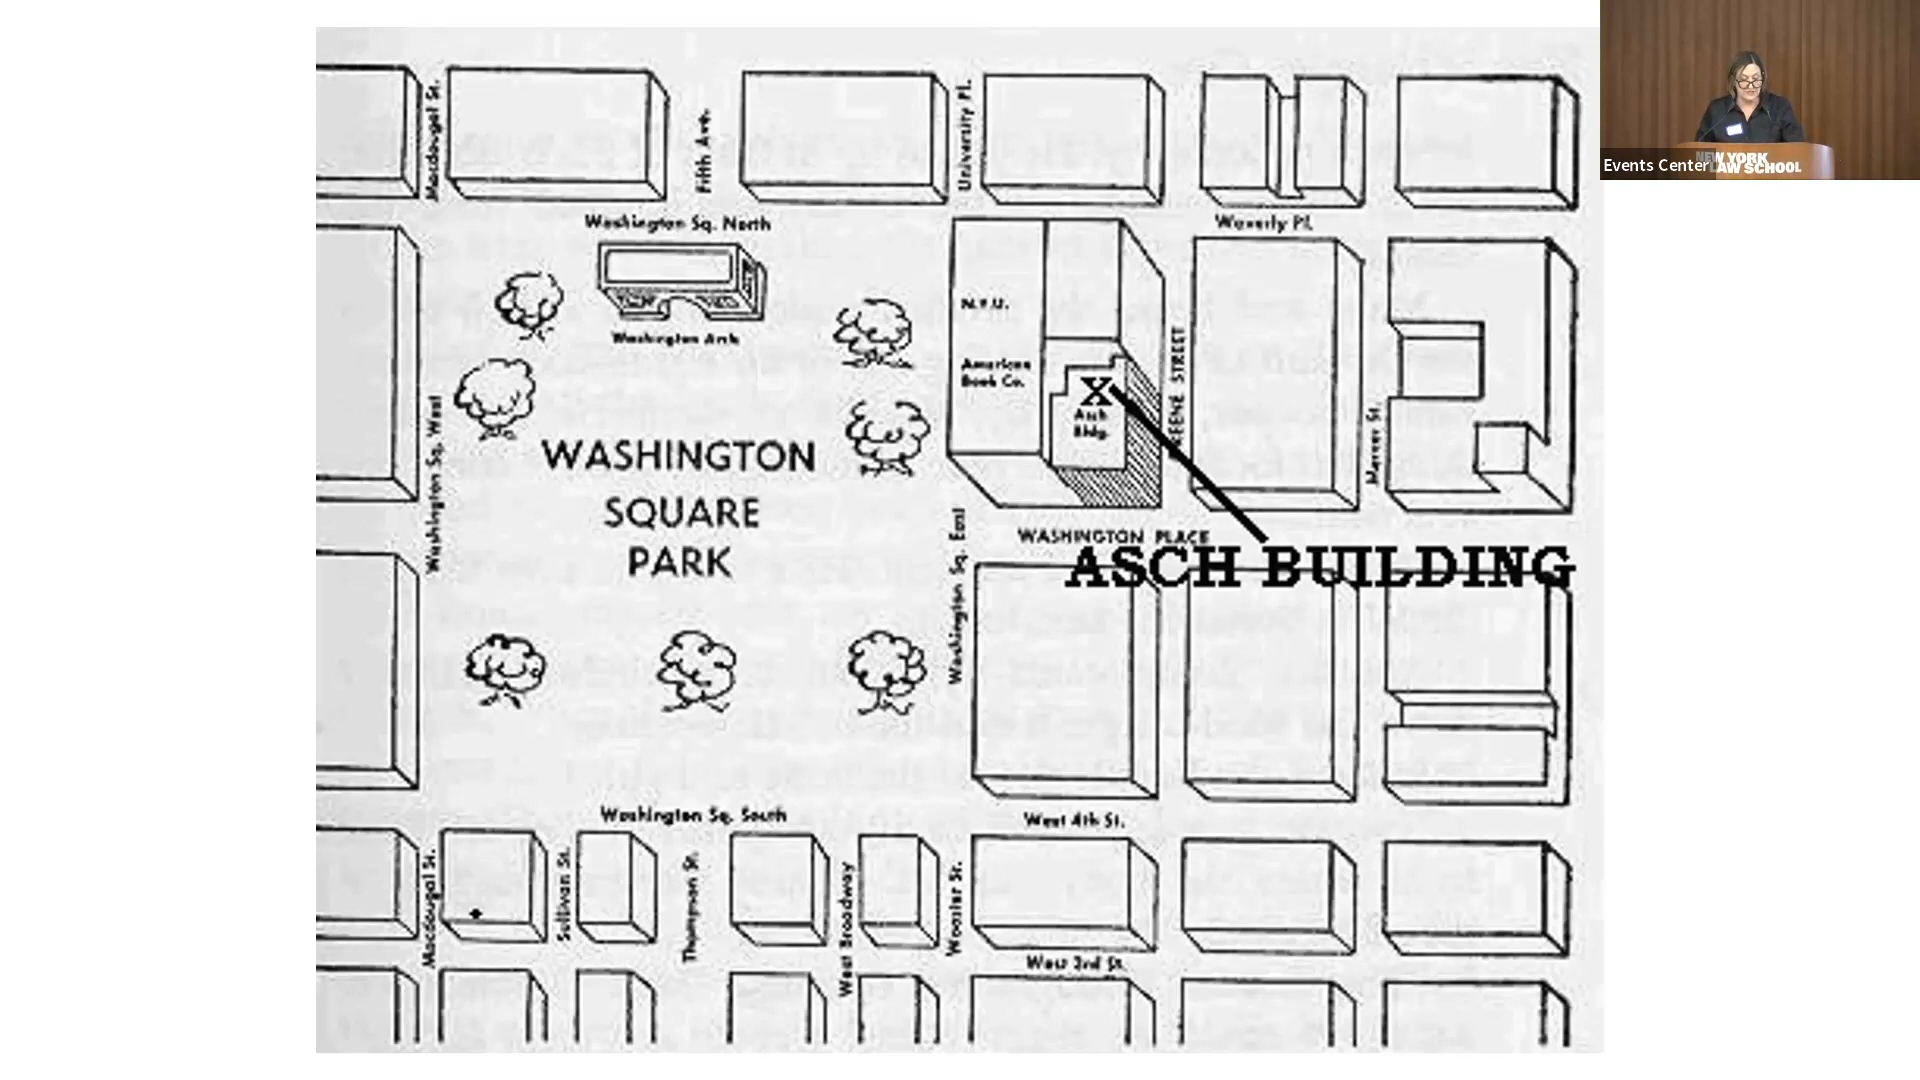 Macdougal St.
Fifth Ave.
University Pl.
Washington Sq. North
Waverly Pl.
Washington Arch
N.Y.U.
American
Book Co.
X
Asch
Bldg.
GREENE STREET
Mercer St.
Washington Sq. West
WASHINGTON
SQUARE
PARK
WASHINGTON PLACE
ASCH BUILDING
Washington Sq. East
Washington Sq. South
West 4th St.
Macdougal St.
Sullivan St.
Thompson St.
West Broadway
Wooster St.
West 3rd St.
Events Center
NEW YORK
LAW SCHOOL